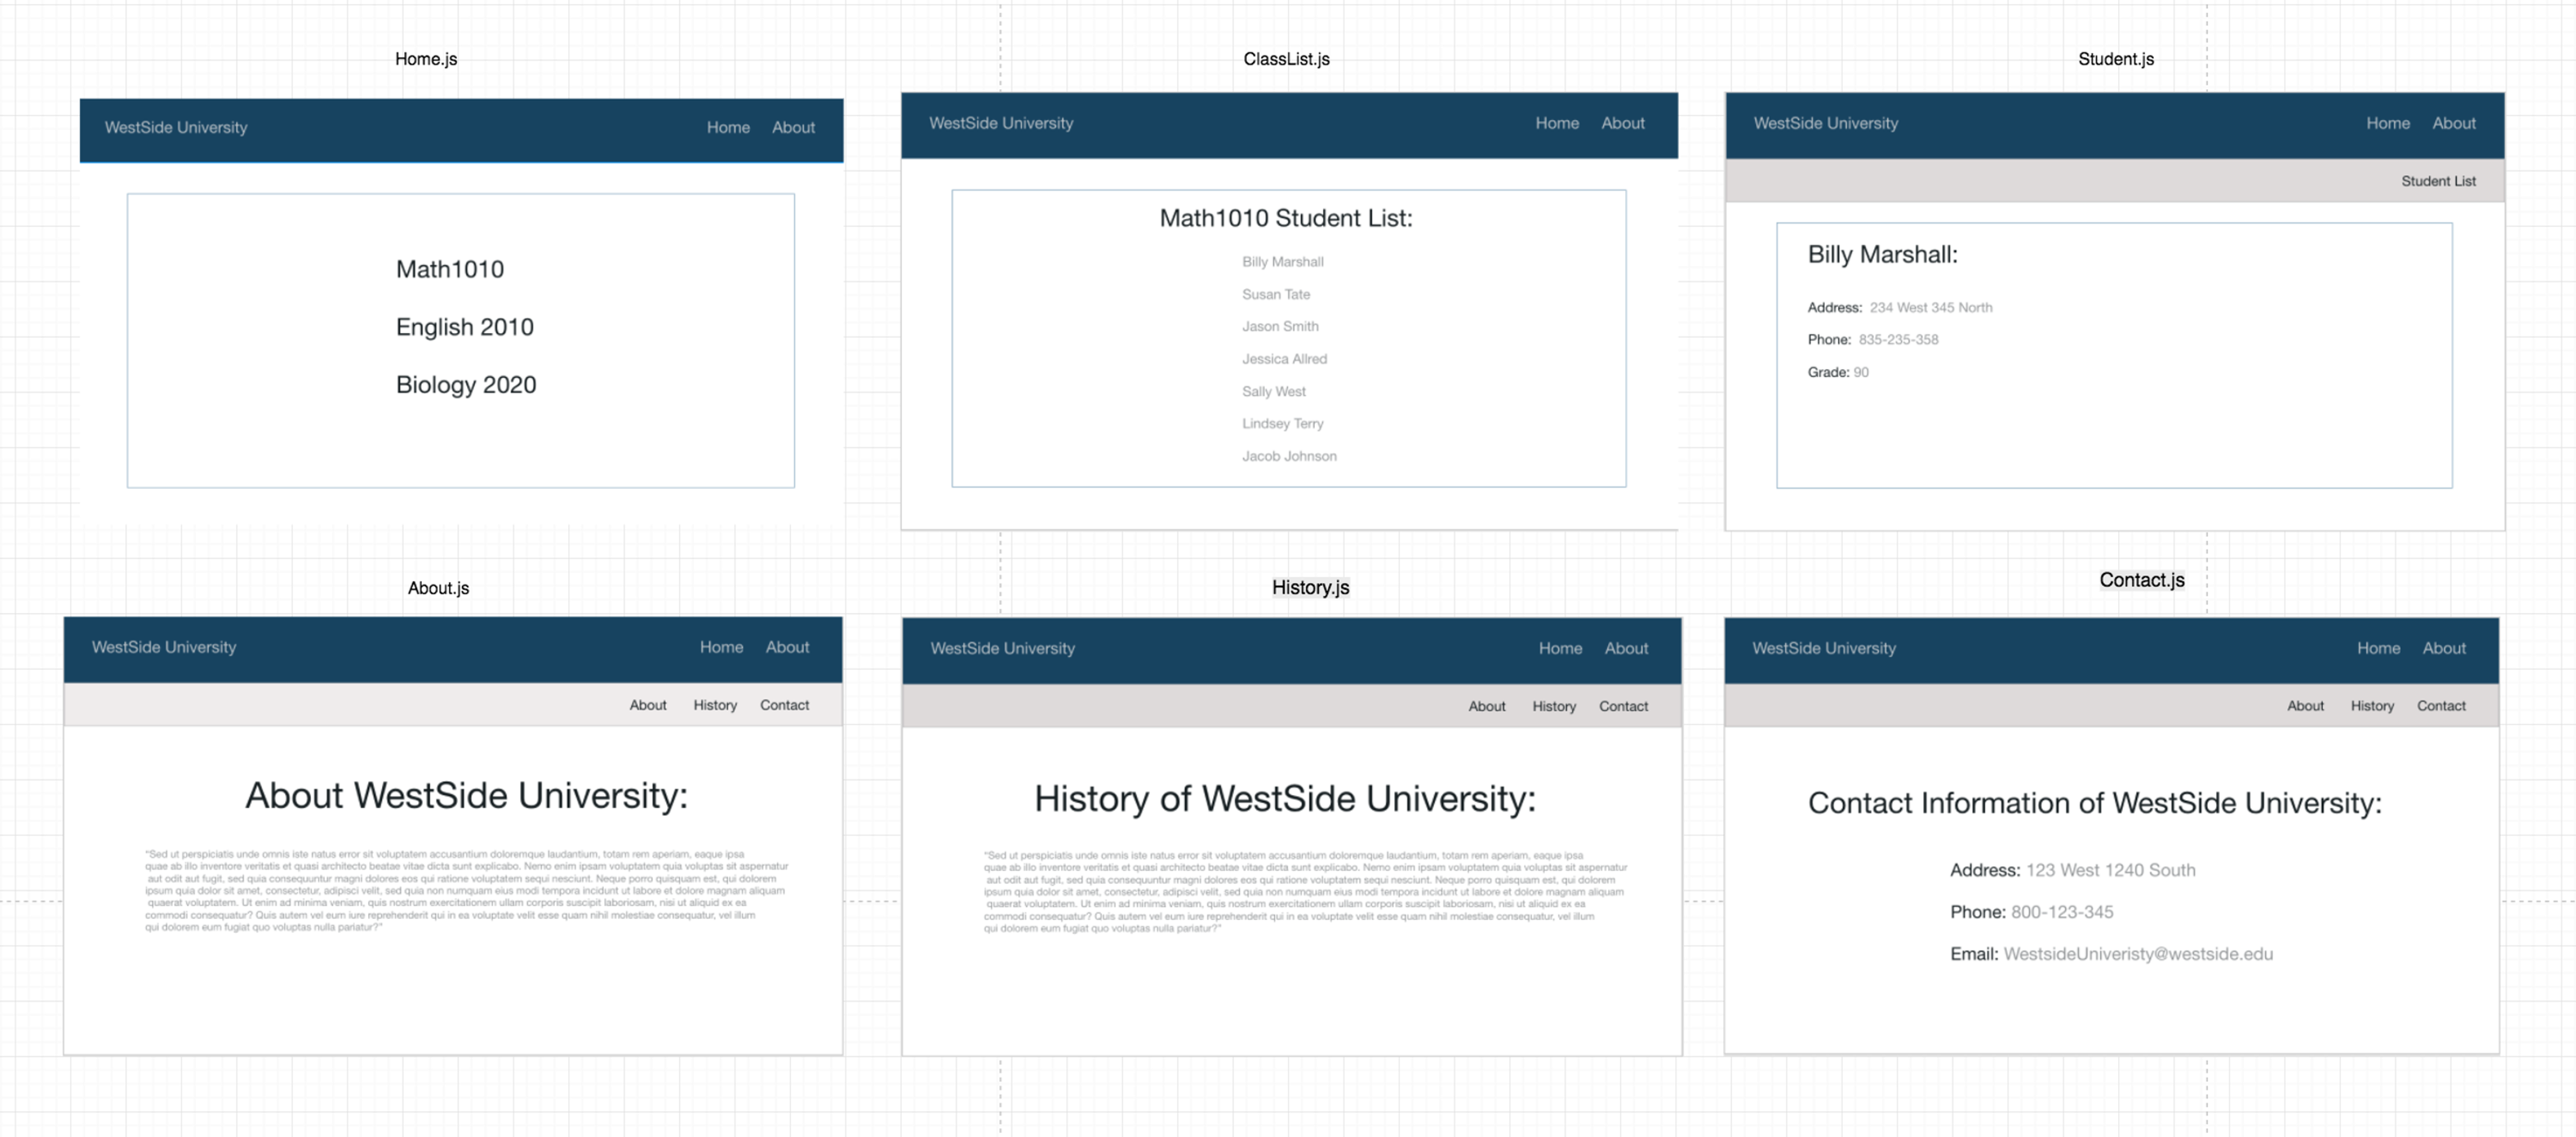 Home.js
WestSide University Home About
Math1010
English 2010
Biology 2020
ClassList.js
WestSide University Home About
Math1010 Student List:
Billy Marshall
Susan Tate
Jason Smith
Jessica Allred
Sally West
Lindsey Terry
Jacob Johnson
Student.js
WestSide University Home About
Student List
Billy Marshall:
Address: 234 West 345 North
Phone: 835-235-358
Grade: 90
About.js
WestSide University Home About
About History Contact
About WestSide University:
"Sed ut perspiciatis unde omnis iste natus error sit voluptatem accusantium doloremque laudantium, totam rem aperiam, eaque ipsa
quae ab illo inventore veritatis et quasi architecto beatae vitae dicta sunt explicabo. Nemo enim ipsam voluptatem quia voluptas sit aspernatur
aut odit aut fugit, sed quia consequuntur magni dolores eos qui ratione voluptatem sequi nesciunt. Neque porro quisquam est, qui dolorem
ipsum quia dolor sit amet, consectetur, adipisci velit, sed quia non numquam eius modi tempora incidunt ut labore et dolore magnam aliquam
quaerat voluptatem. Ut enim ad minima veniam, quis nostrum exercitationem ullam corporis suscipit laboriosam, nisi ut aliquid ex ea
commodi consequatur? Quis autem vel eum iure reprehenderit qui in ea voluptate velit esse quam nihil molestiae consequatur, vel illum
qui dolorem eum fugiat quo voluptas nulla pariatur?"
History.js
WestSide University Home About
About History Contact
History of WestSide University:
"Sed ut perspiciatis unde omnis iste natus error sit voluptatem accusantium doloremque laudantium, totam rem aperiam, eaque ipsa
quae ab illo inventore veritatis et quasi architecto beatae vitae dicta sunt explicabo. Nemo enim ipsam voluptatem quia voluptas sit aspernatur
aut odit aut fugit, sed quia consequuntur magni dolores eos qui ratione voluptatem sequi nesciunt. Neque porro quisquam est, qui dolorem
ipsum quia dolor sit amet, consectetur, adipisci velit, sed quia non numquam eius modi tempora incidunt ut labore et dolore magnam aliquam
quaerat voluptatem. Ut enim ad minima veniam, quis nostrum exercitationem ullam corporis suscipit laboriosam, nisi ut aliquid ex ea
commodi consequatur? Quis autem vel eum iure reprehenderit qui in ea voluptate velit esse quam nihil molestiae consequatur, vel illum
qui dolorem eum fugiat quo voluptas nulla pariatur?"
Contact.js
WestSide University Home About
About History Contact
Contact Information of WestSide University:
Address: 123 West 1240 South
Phone: 800-123-345
Email: WestsideUniveristy@westside.edu